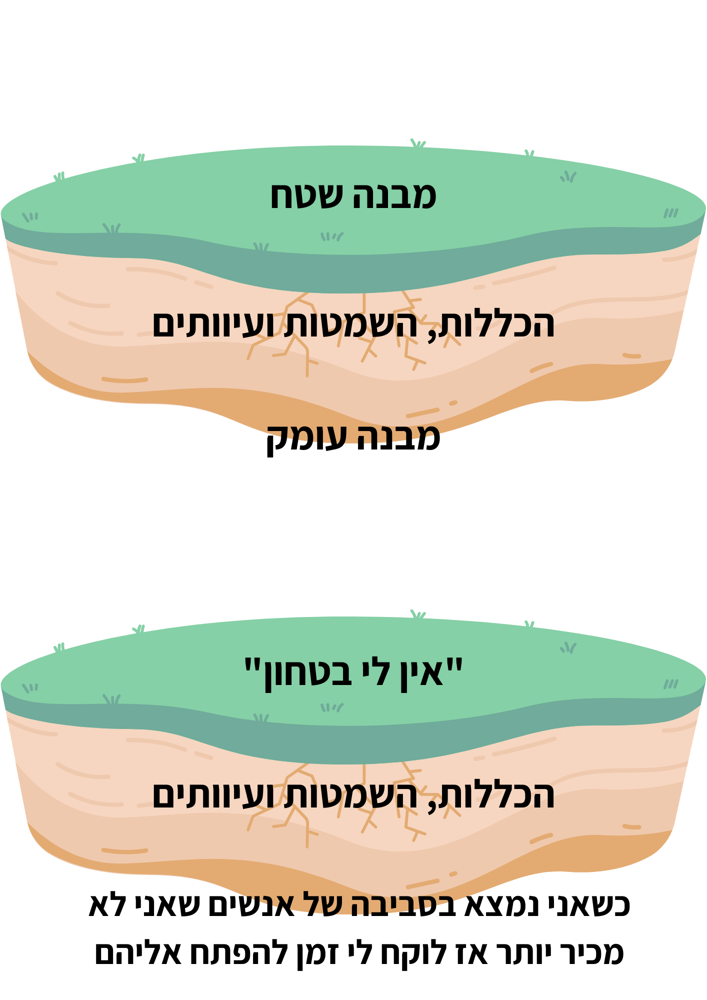 מבנה שטח
הכללות, השמטות ועיוותים
מבנה עומק
"אין לי בטחון"
הכללות, השמטות ועיוותים
כשאני נמצא בסביבה של אנשים שאני לא
מכיר יותר אז לוקח לי זמן להפתח אליהם